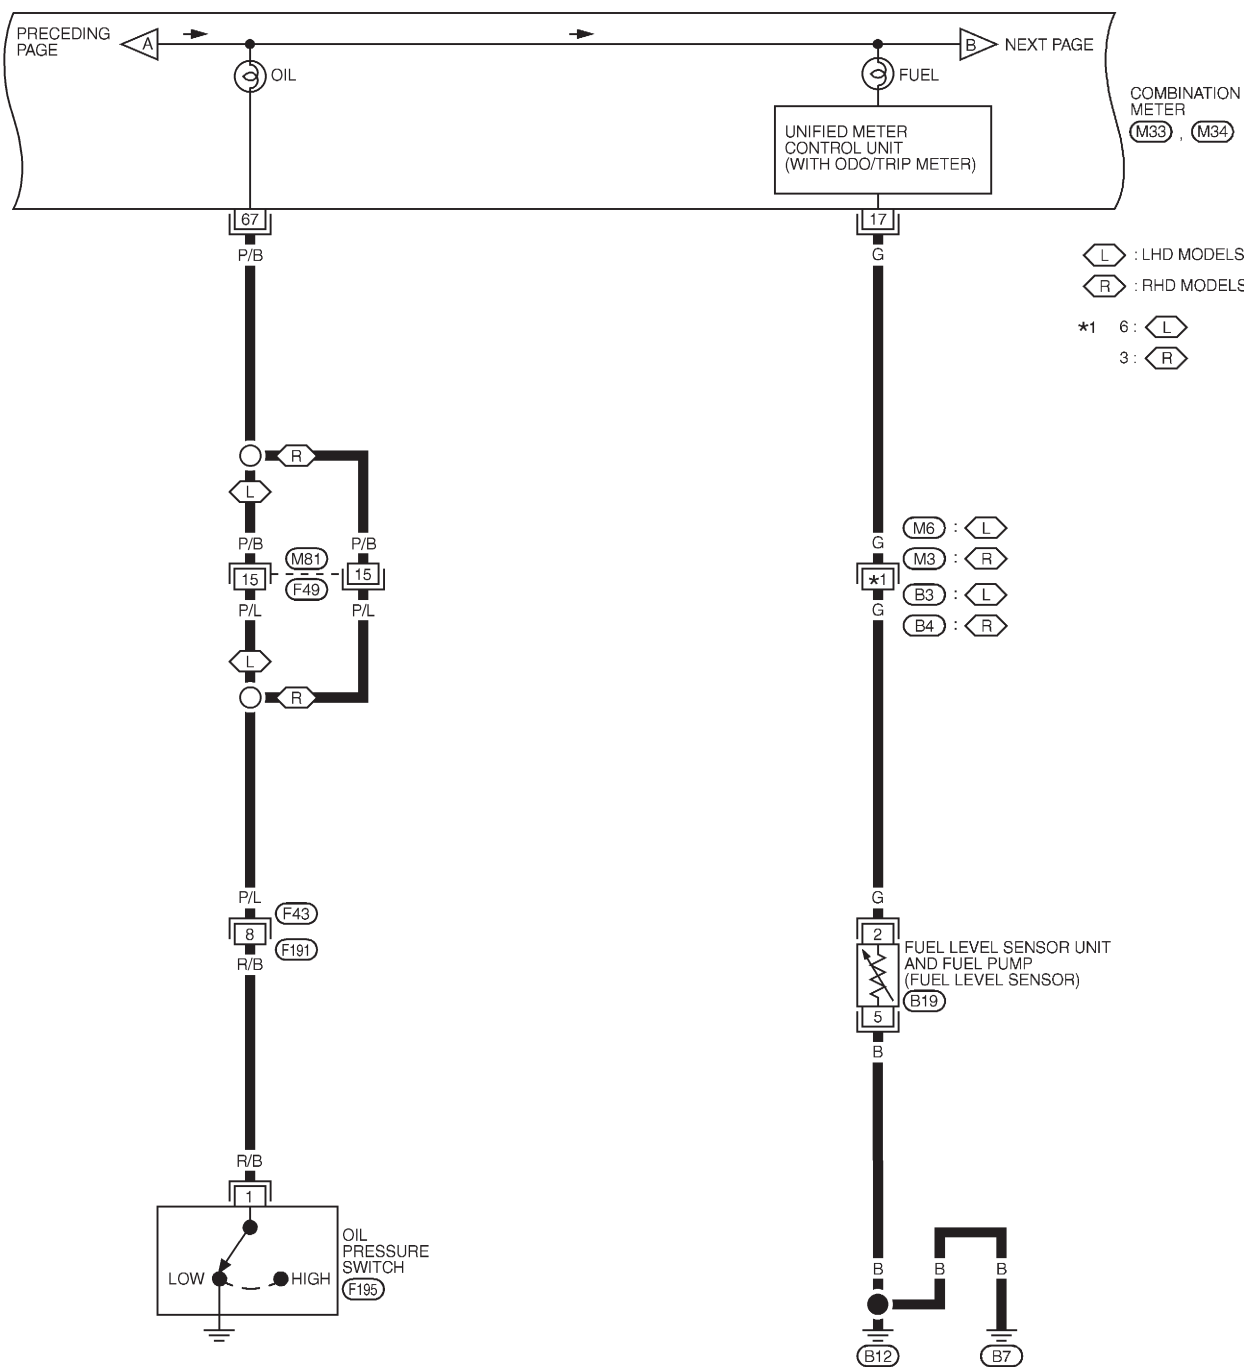 PRECEDING
PAGE
A
B
NEXT PAGE
OIL
FUEL
COMBINATION
METER
M33 , M34
UNIFIED METER
CONTROL UNIT
(WITH ODO/TRIP METER)
67
17
P/B
G
L : LHD MODELS
R : RHD MODELS
*1 6 : L
3 : R
R
L
P/B
P/B
G
M6 : L
M81
M3 : R
15
15
*1
F49
B3 : L
P/L
P/L
G
B4 : R
L
R
P/L
G
F43
8
2
F191
R/B
FUEL LEVEL SENSOR UNIT
AND FUEL PUMP
(FUEL LEVEL SENSOR)
B19
5
B
R/B
1
OIL
PRESSURE
SWITCH
F195
LOW
HIGH
B
B
B
B12
B7